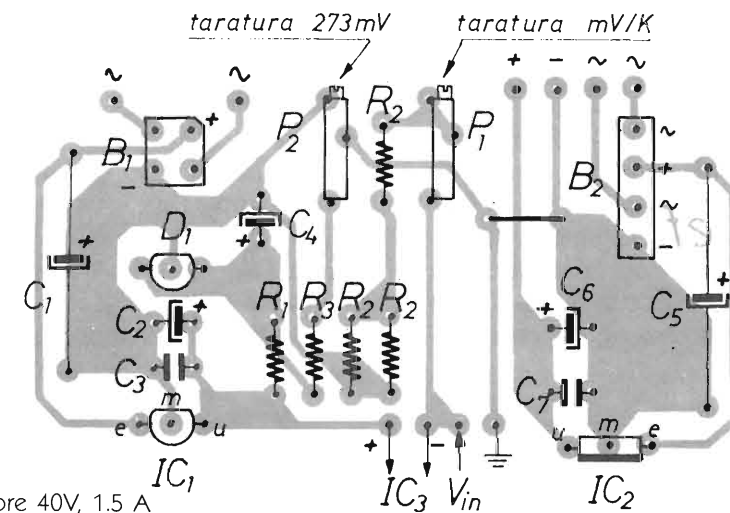 taratura 273mV taratura mV/K
+ - ~ ~
~ ~
B1 + -
P2
R2
P1
B2 ~ + ~ -
D1
C4 +
C1 +
C2 +
C3
R1 R3 R2 R2
C6 +
C5 +
C7
e m u
u m e
+ -
IC1 IC3 Vin IC2
ore 40V, 1.5 A